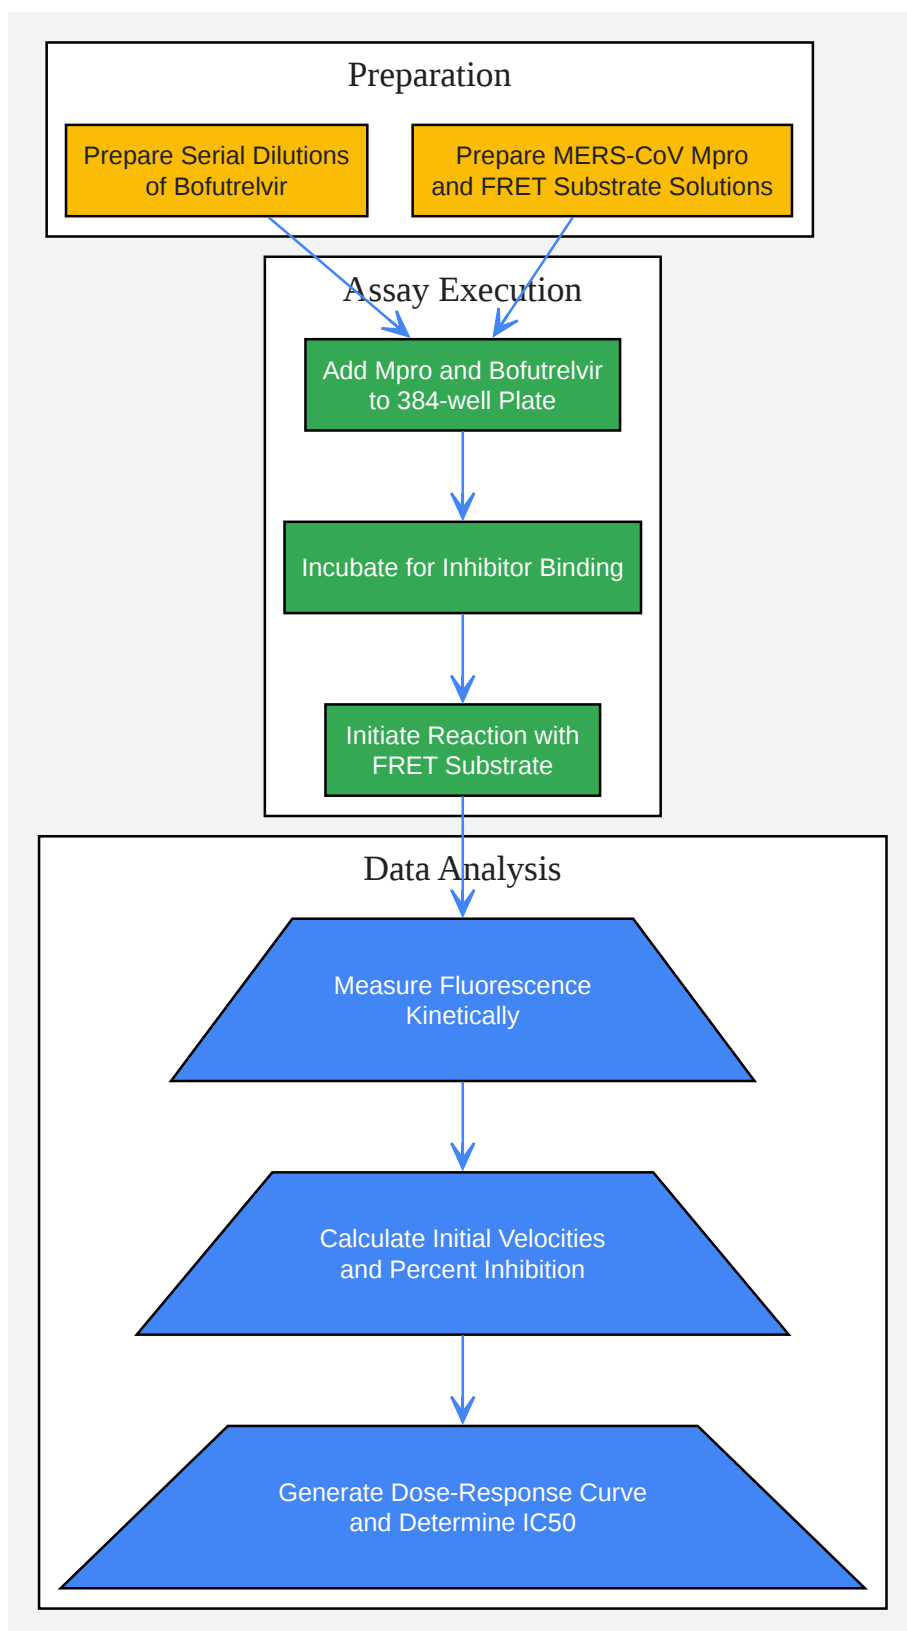 Preparation
Prepare Serial Dilutions
of Bofutrelvir
Prepare MERS-CoV Mpro
and FRET Substrate Solutions
Assay Execution
Add Mpro and Bofutrelvir
to 384-well Plate
Incubate for Inhibitor Binding
Initiate Reaction with
FRET Substrate
Data Analysis
Measure Fluorescence
Kinetically
Calculate Initial Velocities
and Percent Inhibition
Generate Dose-Response Curve
and Determine IC50